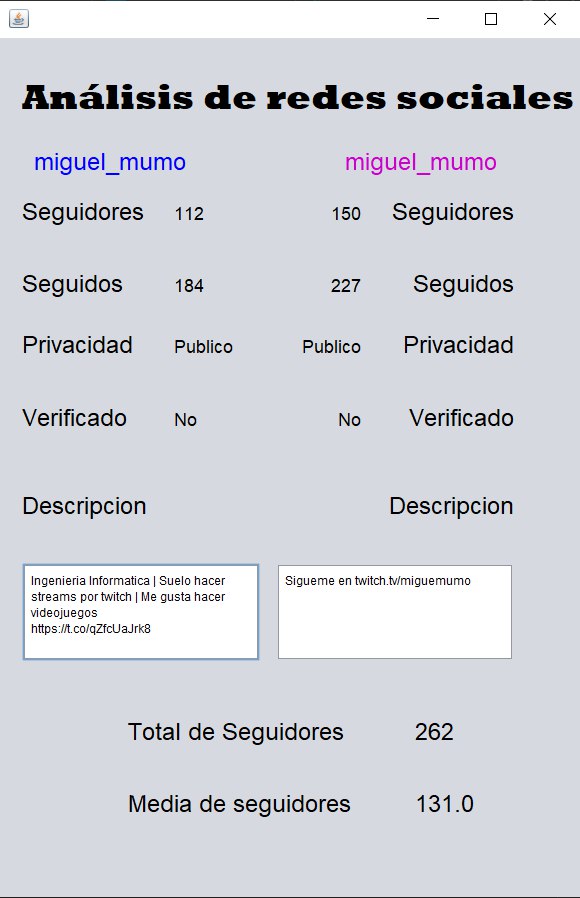 Análisis de redes sociales
miguel_mumo miguel_mumo
Seguidores 112 150 Seguidores
Seguidos 184 227 Seguidos
Privacidad Publico Publico Privacidad
Verificado No No Verificado
Descripcion Descripcion
Ingenieria Informatica | Suelo hacer
streams por twitch | Me gusta hacer
videojuegos
https://t.co/qZfcUaJrk8
Sigueme en twitch.tv/miguemumo
Total de Seguidores 262
Media de seguidores 131.0